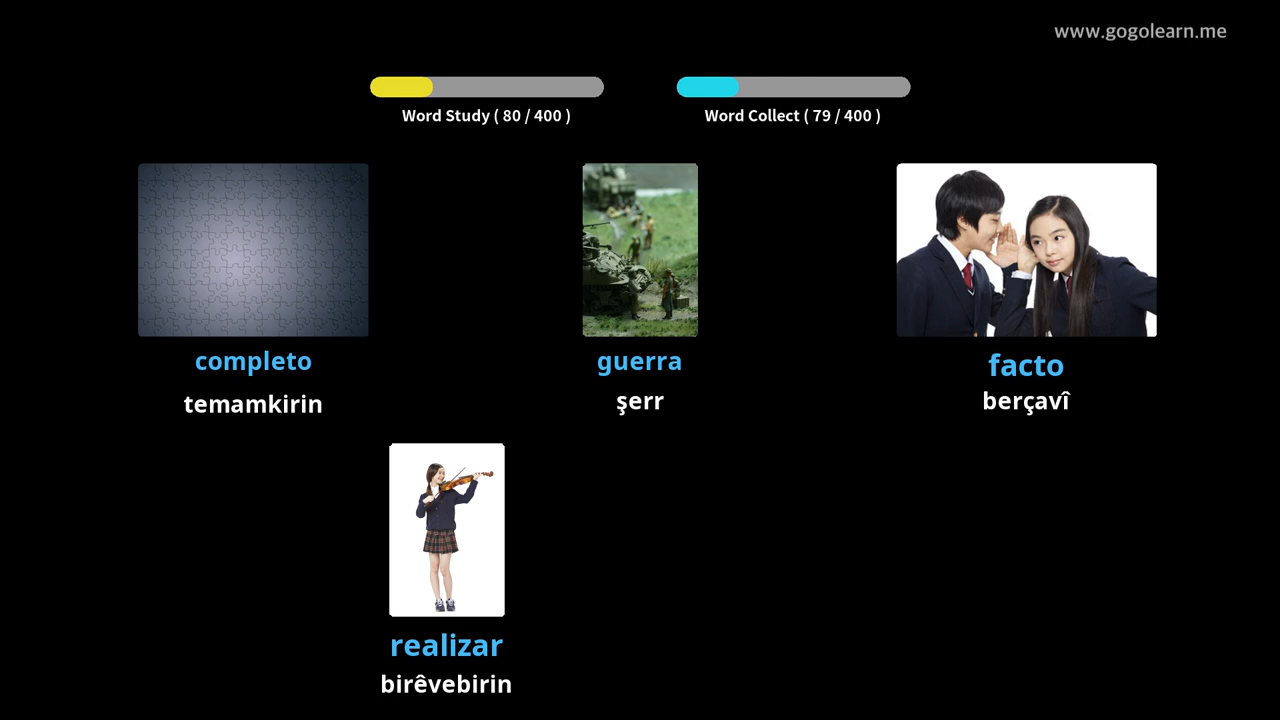 www.gogolearn.me
Word Study ( 80 / 400 )
Word Collect ( 79 / 400 )
completo
temamkirin
guerra
şerr
facto
berçavî
realizar
birêvebirin